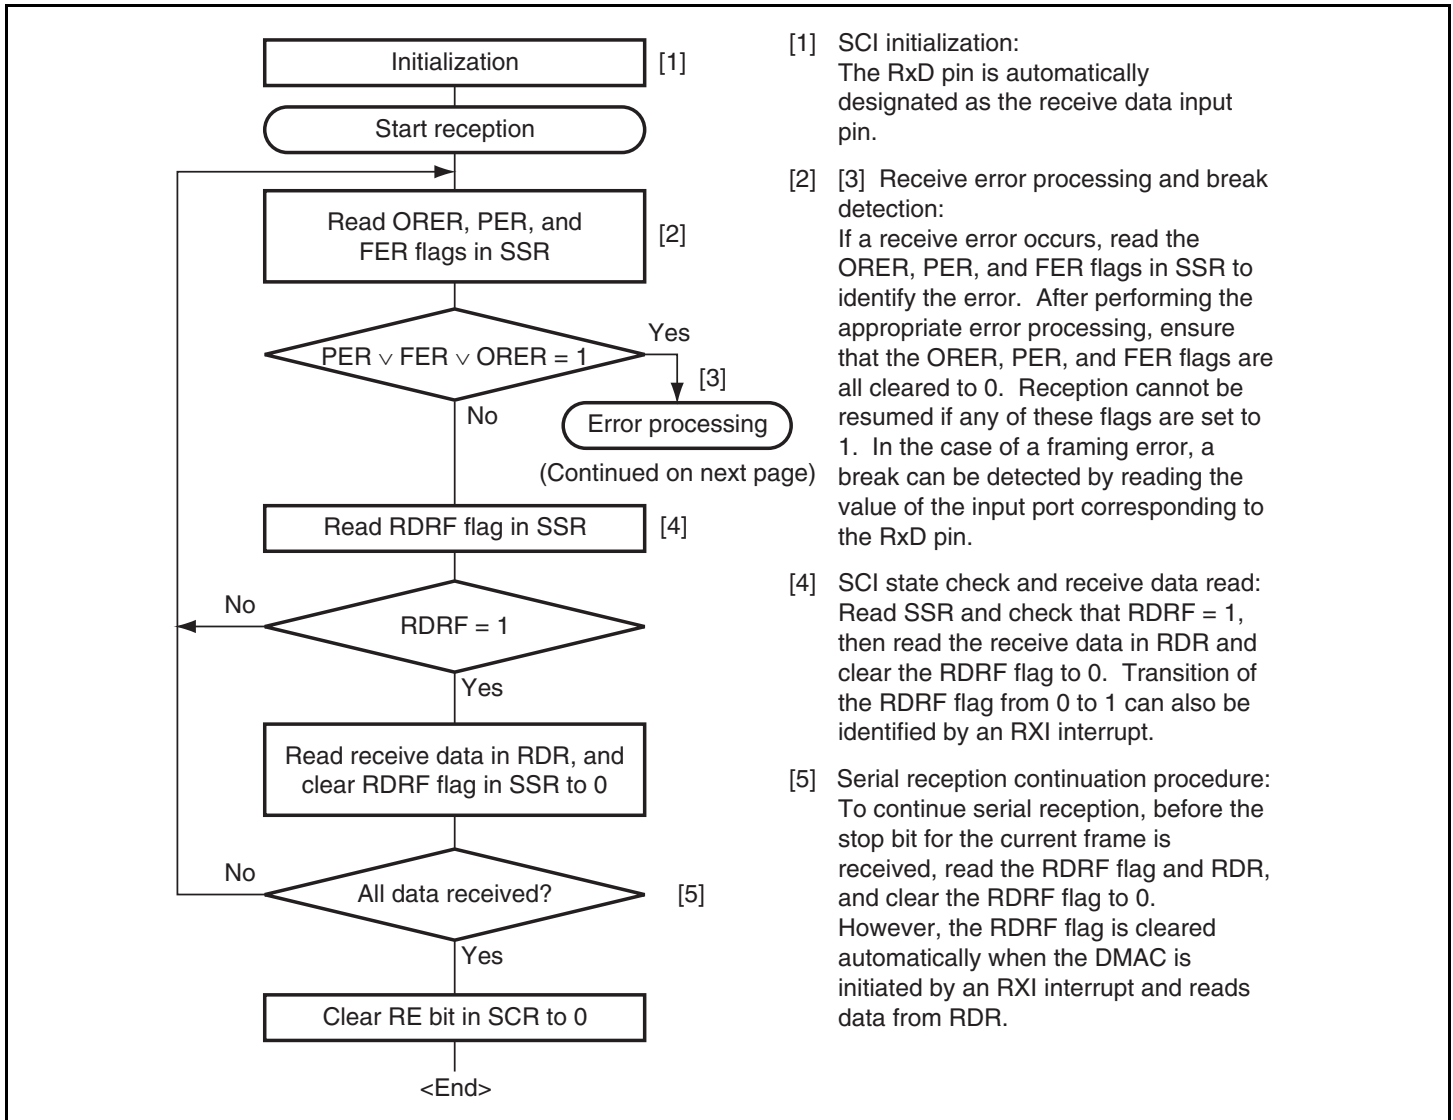 Initialization [1]
Start reception
Read ORER, PER, and
FER flags in SSR
[2]
PER ∨ FER ∨ ORER = 1
Yes
[3]
No
Error processing
(Continued on next page)
Read RDRF flag in SSR [4]
No
RDRF = 1
Yes
Read receive data in RDR, and
clear RDRF flag in SSR to 0
No
All data received? [5]
Yes
Clear RE bit in SCR to 0
<End>
[1] SCI initialization:
The RxD pin is automatically
designated as the receive data input
pin.
[2] [3] Receive error processing and break
detection:
If a receive error occurs, read the
ORER, PER, and FER flags in SSR to
identify the error. After performing the
appropriate error processing, ensure
that the ORER, PER, and FER flags are
all cleared to 0. Reception cannot be
resumed if any of these flags are set to
1. In the case of a framing error, a
break can be detected by reading the
value of the input port corresponding to
the RxD pin.
[4] SCI state check and receive data read:
Read SSR and check that RDRF = 1,
then read the receive data in RDR and
clear the RDRF flag to 0. Transition of
the RDRF flag from 0 to 1 can also be
identified by an RXI interrupt.
[5] Serial reception continuation procedure:
To continue serial reception, before the
stop bit for the current frame is
received, read the RDRF flag and RDR,
and clear the RDRF flag to 0.
However, the RDRF flag is cleared
automatically when the DMAC is
initiated by an RXI interrupt and reads
data from RDR.